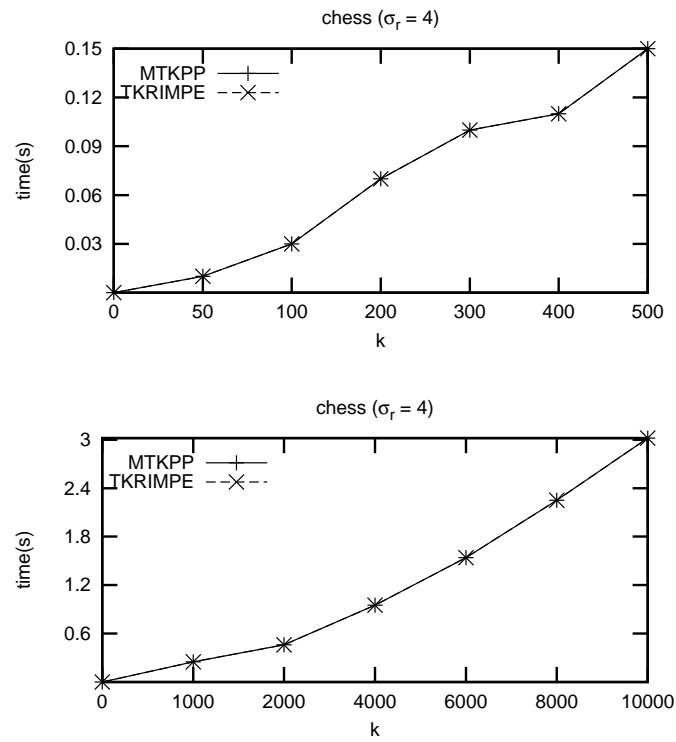 chess (σr = 4)
0.15
0.12
0.09
0.06
0.03
time(s)
MTKPP
TKRIMPE
0 50 100 200 300 400 500
k
chess (σr = 4)
3
2.4
1.8
1.2
0.6
time(s)
MTKPP
TKRIMPE
0 1000 2000 4000 6000 8000 10000
k